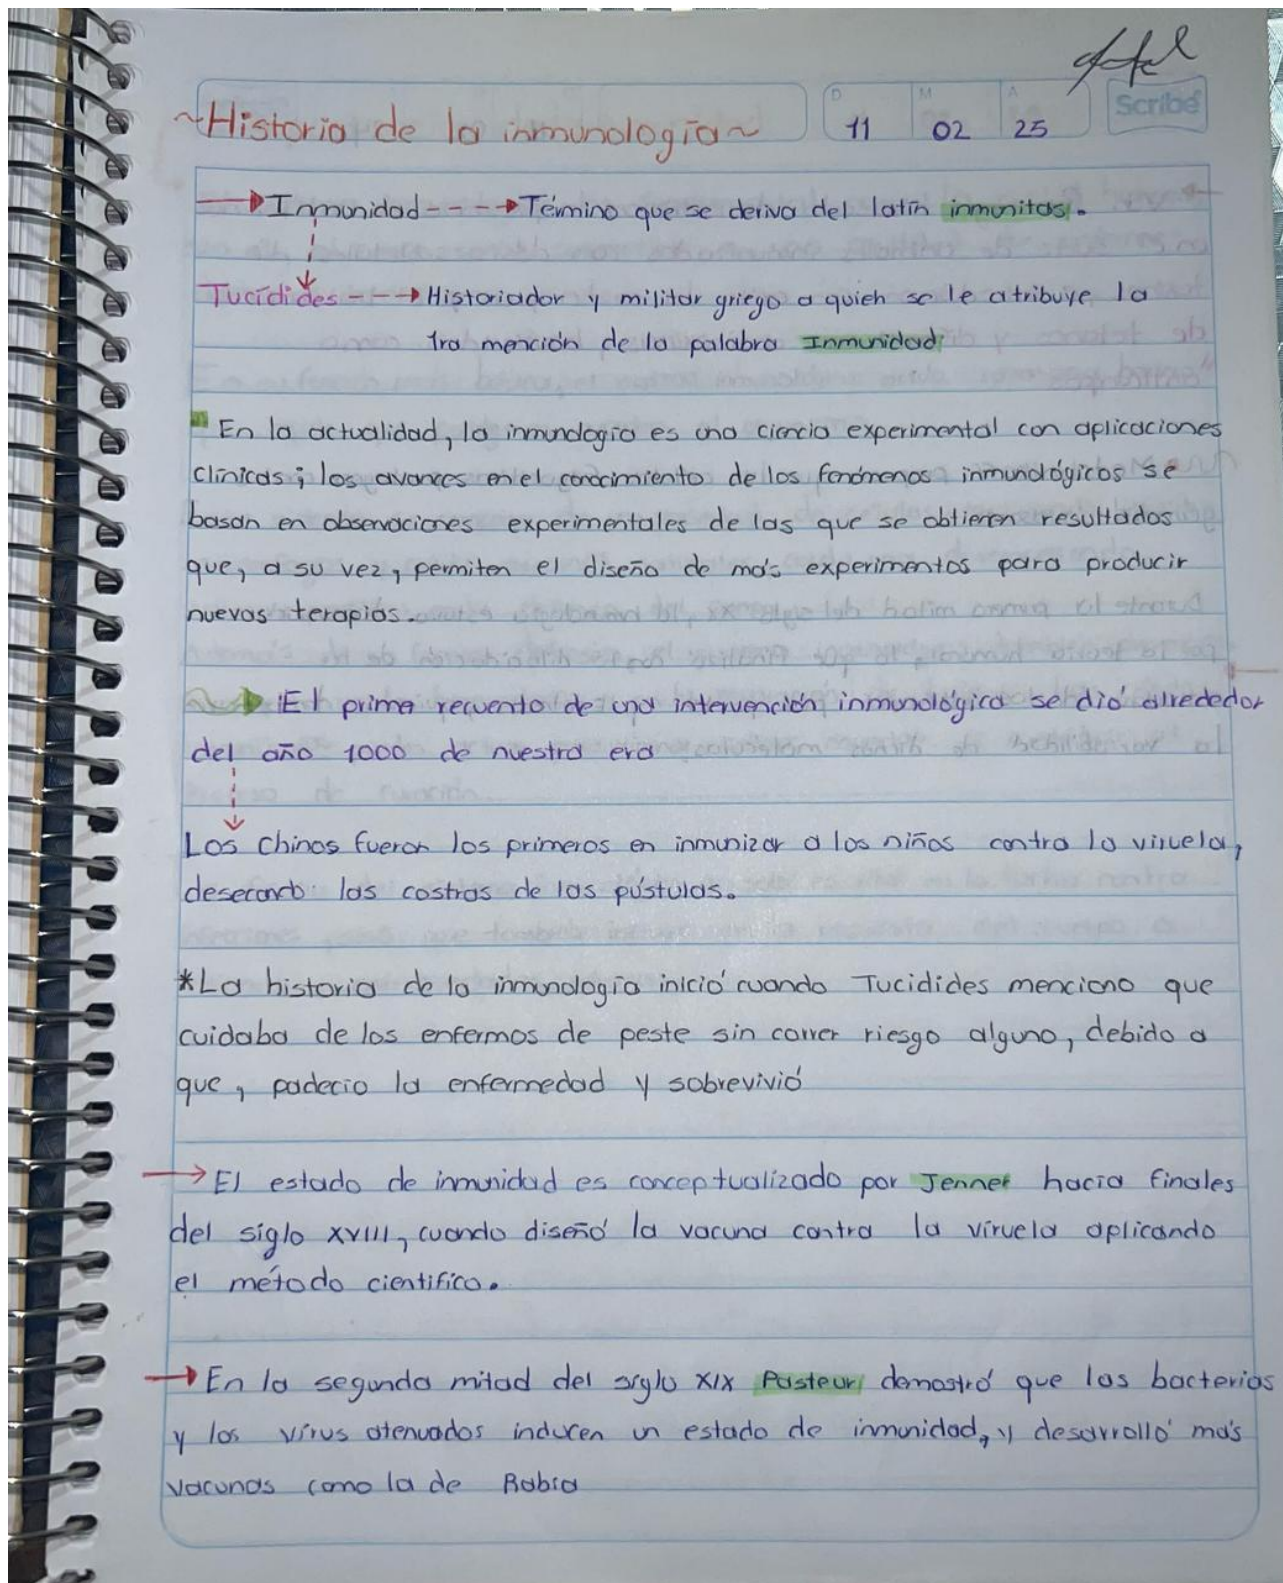 ~Historia de la inmunología~
D M A
11 02 25
Scribe
Inmunidad----Término que se deriva del latín inmunitas.
Tucídides---Historiador y militar griego a quien se le atribuye la
1ra mención de la palabra Inmunidad
En la actualidad, la inmunología es una ciencia experimental con aplicaciones
clínicas; los avances en el conocimiento de los fenómenos inmunológicos se
basan en observaciones experimentales de las que se obtienen resultados
que, a su vez, permiten el diseño de más experimentos para producir
nuevas terapias.
El primer recuento de una intervención inmunológica se dió alrededor
del año 1000 de nuestra era
Los Chinos fueron los primeros en inmunizar a los niños contra la viruela,
desecando las costras de las pústulas.
*La historia de la inmunología inició cuando Tucidides menciono que
cuidaba de los enfermos de peste sin correr riesgo alguno, debido a
que, padecio la enfermedad y sobrevivió
El estado de inmunidad es conceptualizado por Jenner hacia finales
del siglo XVIII, cuando diseñó la vacuna contra la viruela aplicando
el método cientifico.
En la segunda mitad del siglo XIX Pasteur demostró que las bacterias
y los vírus atenuados inducen un estado de inmunidad, y desarrolló más
vacunas como la de Rabia